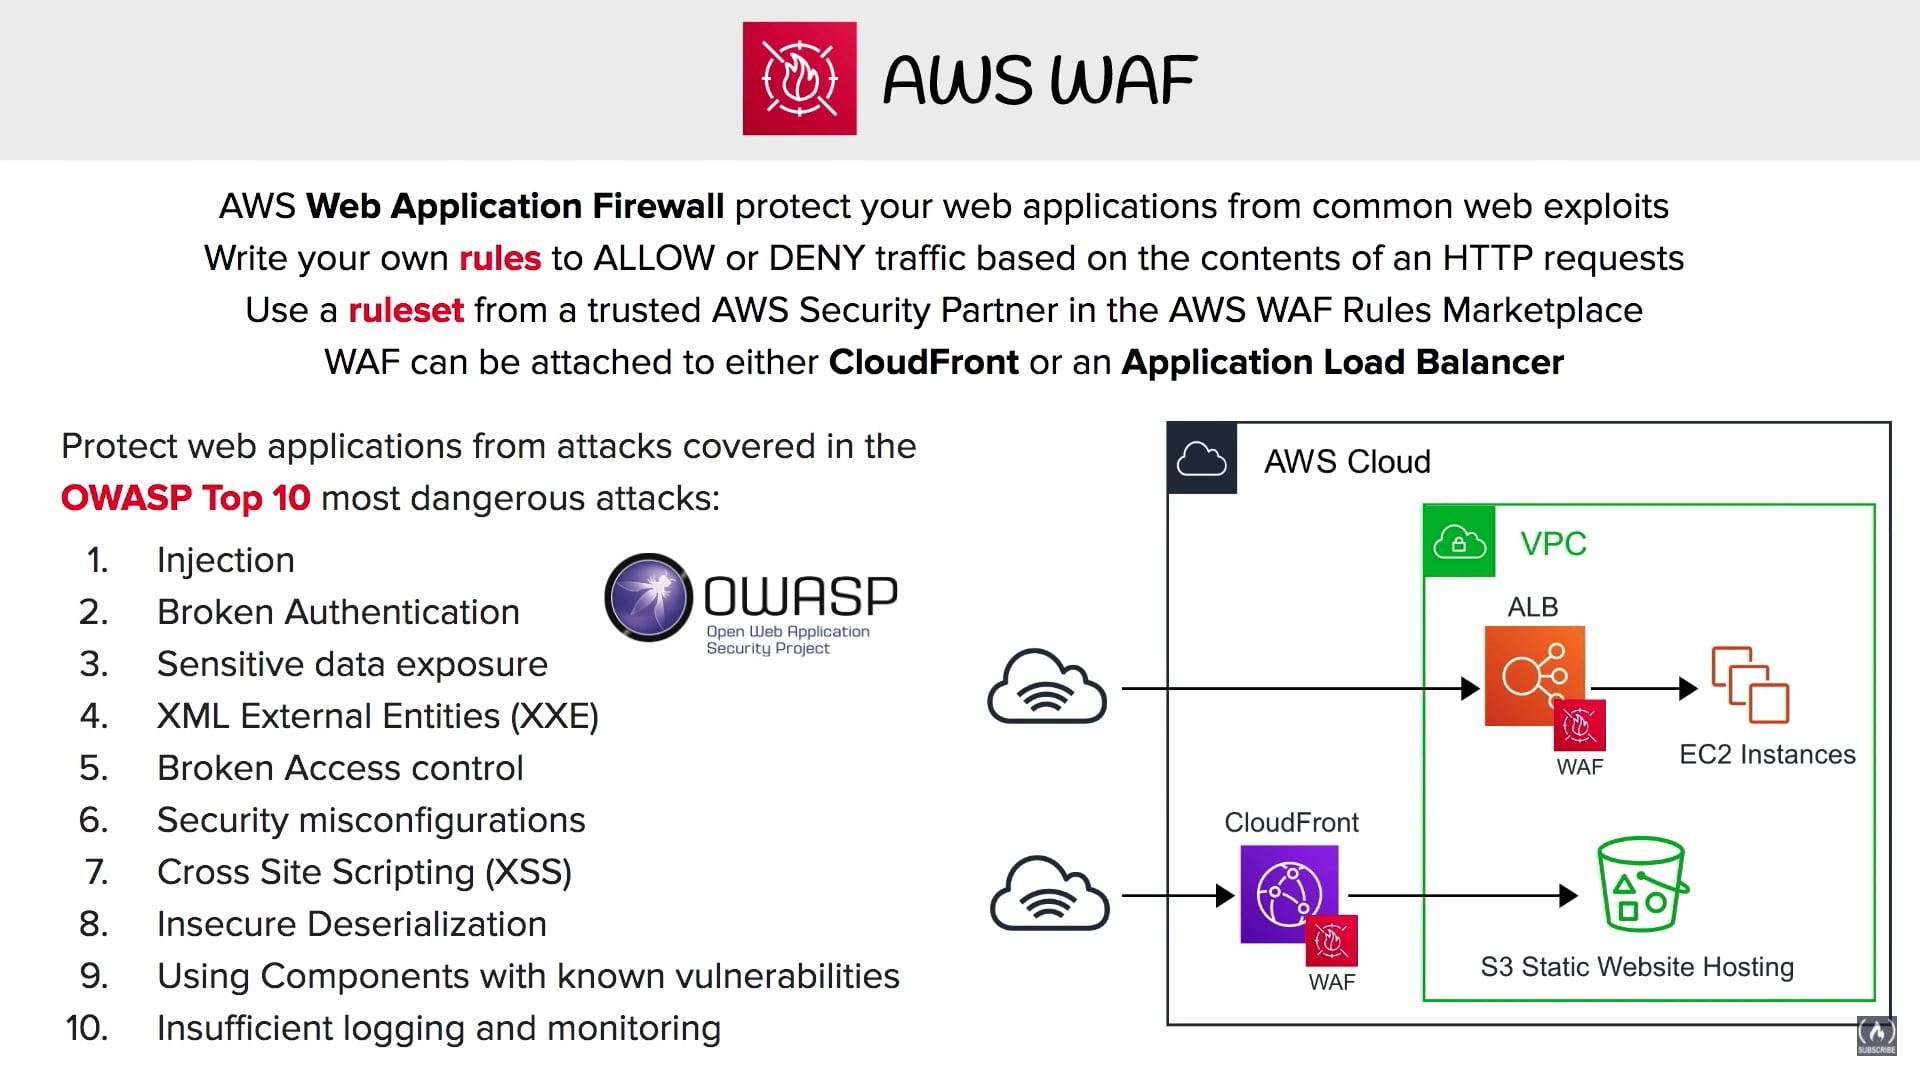 AWS WAF
AWS Web Application Firewall protect your web applications from common web exploits
Write your own rules to ALLOW or DENY traffic based on the contents of an HTTP requests
Use a ruleset from a trusted AWS Security Partner in the AWS WAF Rules Marketplace
WAF can be attached to either CloudFront or an Application Load Balancer
Protect web applications from attacks covered in the
OWASP Top 10 most dangerous attacks:
1. Injection
2. Broken Authentication
3. Sensitive data exposure
4. XML External Entities (XXE)
5. Broken Access control
6. Security misconfigurations
7. Cross Site Scripting (XSS)
8. Insecure Deserialization
9. Using Components with known vulnerabilities
10. Insufficient logging and monitoring
OWASP
Open Web Application
Security Project
AWS Cloud
VPC
ALB
WAF
EC2 Instances
CloudFront
WAF
S3 Static Website Hosting
SUBSCRIBE